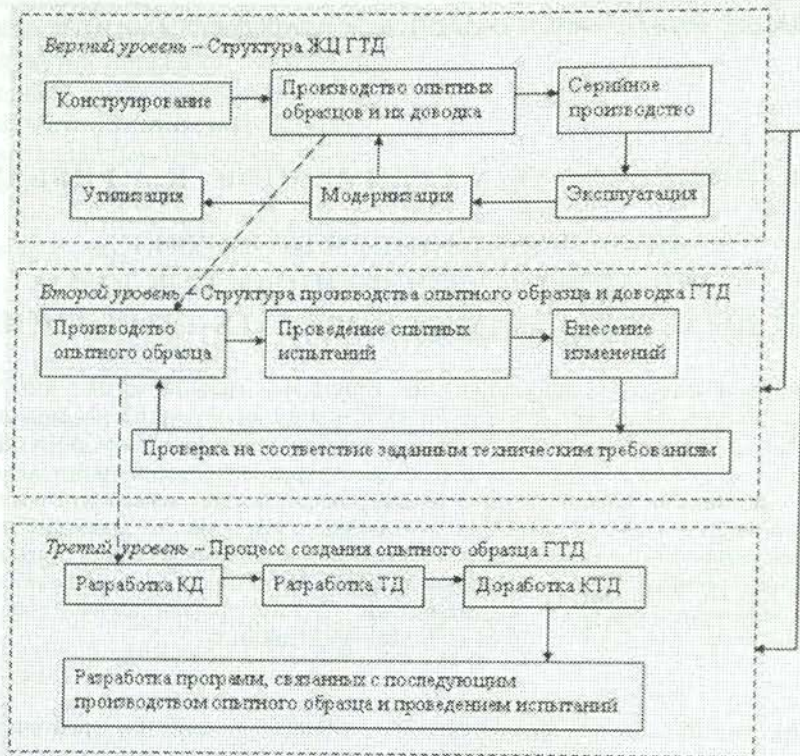 Верхний уровень – Структура ЖЦ ГТД
Конструирование
Производство опытных
образцов и их доводка
Серийное
производство
Утилизация
Модернизация
Эксплуатация
Второй уровень – Структура производства опытного образца и доводка ГТД
Производство
опытного образца
Проведение опытных
испытаний
Внесение
изменений
Проверка на соответствие заданным техническим требованиям
Третий уровень – Процесс создания опытного образца ГТД
Разработка КД
Разработка ТД
Доработка КТД
Разработка программ, связанных с последующим
производством опытного образца и проведением испытаний